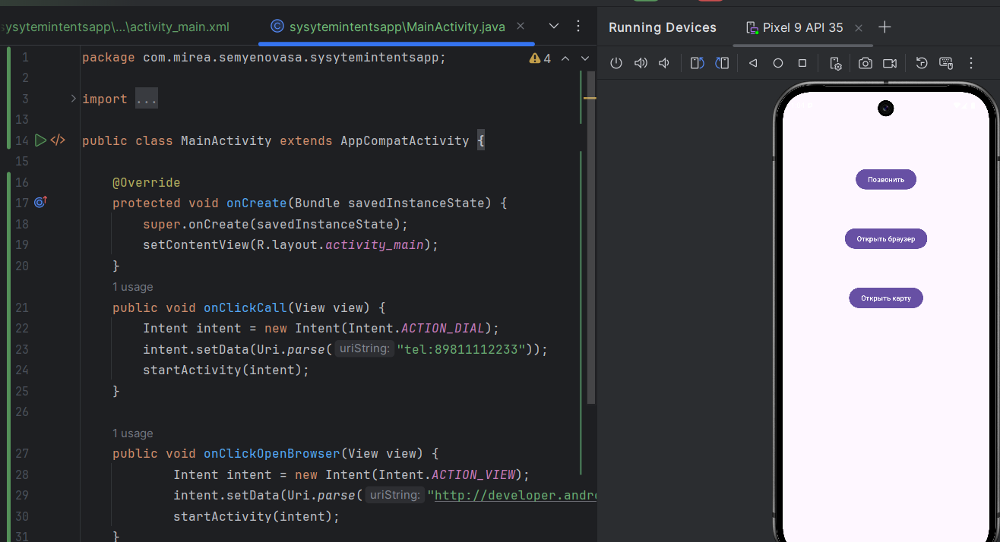 sysytemintentsapp\...\activity_main.xml
sysytemintentsapp\MainActivity.java
Running Devices
Pixel 9 API 35
1 package com.mirea.semyenovasa.sysytemintentsapp;
4
2
3 import ...
13
14 public class MainActivity extends AppCompatActivity {
15
16 @Override
17 protected void onCreate(Bundle savedInstanceState) {
18 super.onCreate(savedInstanceState);
19 setContentView(R.layout.activity_main);
20 }
1 usage
21 public void onClickCall(View view) {
22 Intent intent = new Intent(Intent.ACTION_DIAL);
23 intent.setData(Uri.parse( uriString: "tel:89811112233"));
24 startActivity(intent);
25 }
26
1 usage
27 public void onClickOpenBrowser(View view) {
28 Intent intent = new Intent(Intent.ACTION_VIEW);
29 intent.setData(Uri.parse( uriString: "http://developer.andro
30 startActivity(intent);
31 }
Позвонить
Открыть браузер
Открыть карту